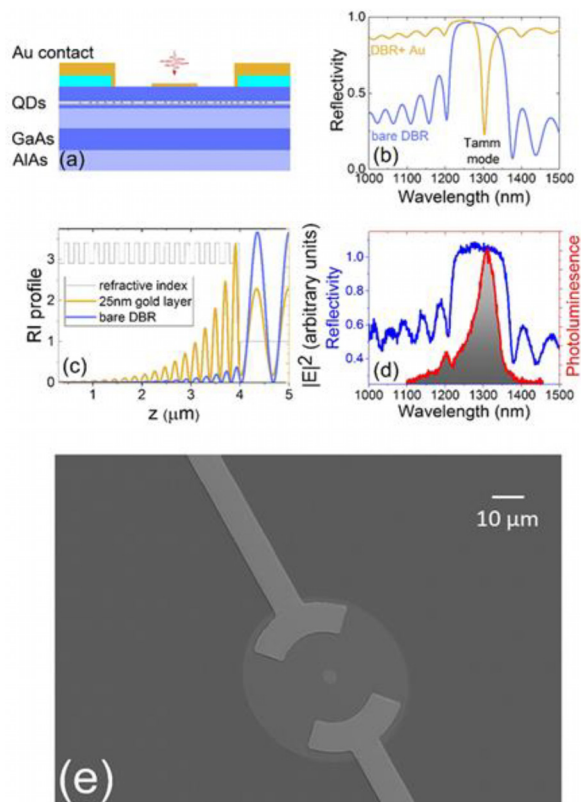 Au contact
QDs
GaAs
AlAs
(a)
Reflectivity
1.0
0.5
0.0
DBR+ Au
bare DBR
Tamm
mode
(b)
1000 1100 1200 1300 1400 1500
Wavelength (nm)
RI profile
3
2
1
0
refractive index
25nm gold layer
bare DBR
(c)
1 2 3 4 5
z (μm)
|E|² (arbitrary units)
Reflectivity
1.0
0.8
0.6
0.4
(d)
Photoluminesence
1000 1100 1200 1300 1400 1500
Wavelength (nm)
10 μm
(e)